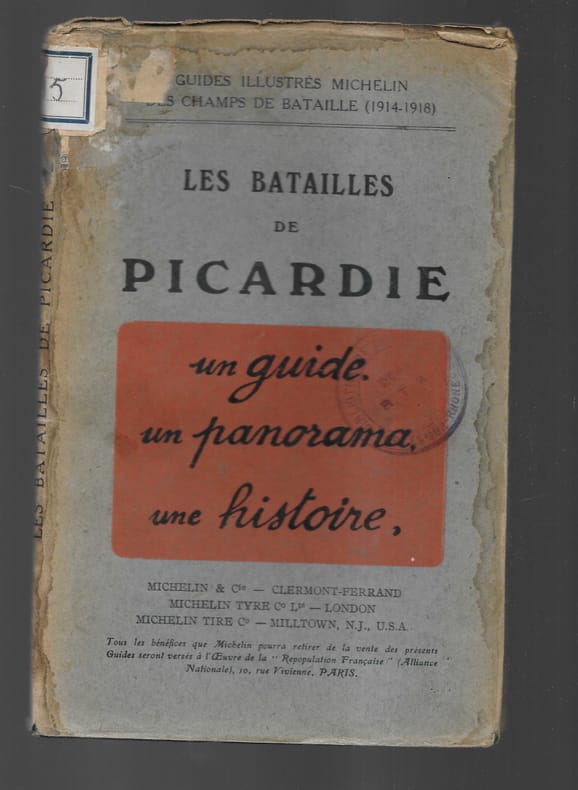 5
GUIDES ILLUSTRÉS MICHELIN
DES CHAMPS DE BATAILLE (1914-1918)
LES BATAILLES
DE
PICARDIE
un guide.
un panorama.
une histoire,
MICHELIN & Cie — CLERMONT-FERRAND
MICHELIN TYRE Co Ltd — LONDON
MICHELIN TIRE Co — MILLTOWN, N.J., U.S.A.
Tous les bénéfices que Michelin pourra retirer de la vente des présents
Guides seront versés à l'Œuvre de la " Repopulation Française " (Alliance
Nationale), 10, rue Vivienne, PARIS.
LES BATAILLES DE PICARDIE
RHONE